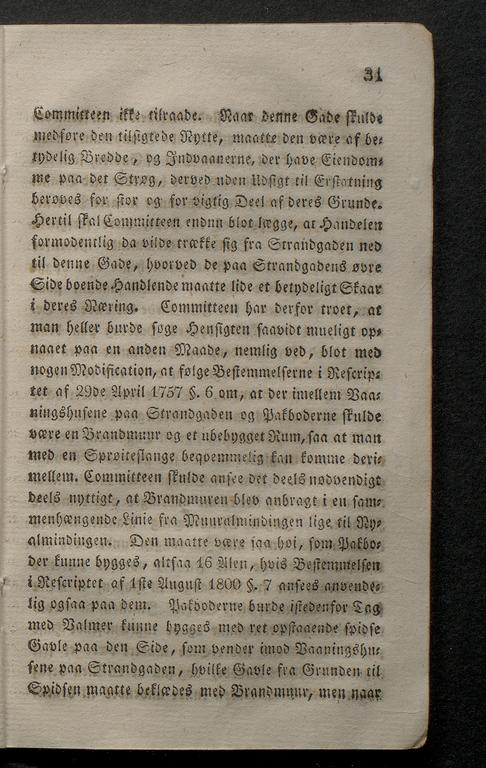 31
Committeen ikke tilraade. Naar denne Gade skulde
medføre den tilsigtede Nytte, maatte den være af be-
tydelig Bredde, og Indvaanerne, der have Eiendom-
me paa det Strøg, derved uden Udsigt til Erstatning
berøves for stor og for vigtig Deel af deres Grunde.
Hertil skal Committeen endnu blot lægge, at Handelen
formodentlig da vilde trække sig fra Strandgaden ned
til denne Gade, hvorved de paa Strandgadens øvre
Side boende Handlende maatte lide et betydeligt Skaar
i deres Næring. Committeen har derfor troet, at
man heller burde søge Hensigten saavidt mueligt op-
naaet paa en anden Maade, nemlig ved, blot med
nogen Modification, at følge Bestemmelserne i Rescrip-
tet af 29de April 1757 §. 6 om, at der imellem Vaa-
ningshusene paa Strandgaden og Pakboderne skulde
være en Brandmuur og et ubebygget Rum, saa at man
med en Sprøiteslange beqvemmelig kan komme deri-
mellem. Committeen skulde ansee det deels nødvendigt
deels nyttigt, at Brandmuren blev anbragt i en sam-
menhængende Linie fra Muuralmindingen lige til Ny-
almindingen. Den maatte være saa høi, som Pakbo-
der kunne bygges, altsaa 16 Alen, hvis Bestemmelsen
i Rescriptet af 1ste August 1800 §. 7 ansees anvende-
lig ogsaa paa dem. Pakboderne burde istedenfor Tag
med Valmer kunne bygges med ret opstaaende spidse
Gavle paa den Side, som vender imod Vaaningshu-
sene paa Strandgaden, hvilke Gavle fra Grunden til
Spidsen maatte beklædes med Brandmuur, men naar